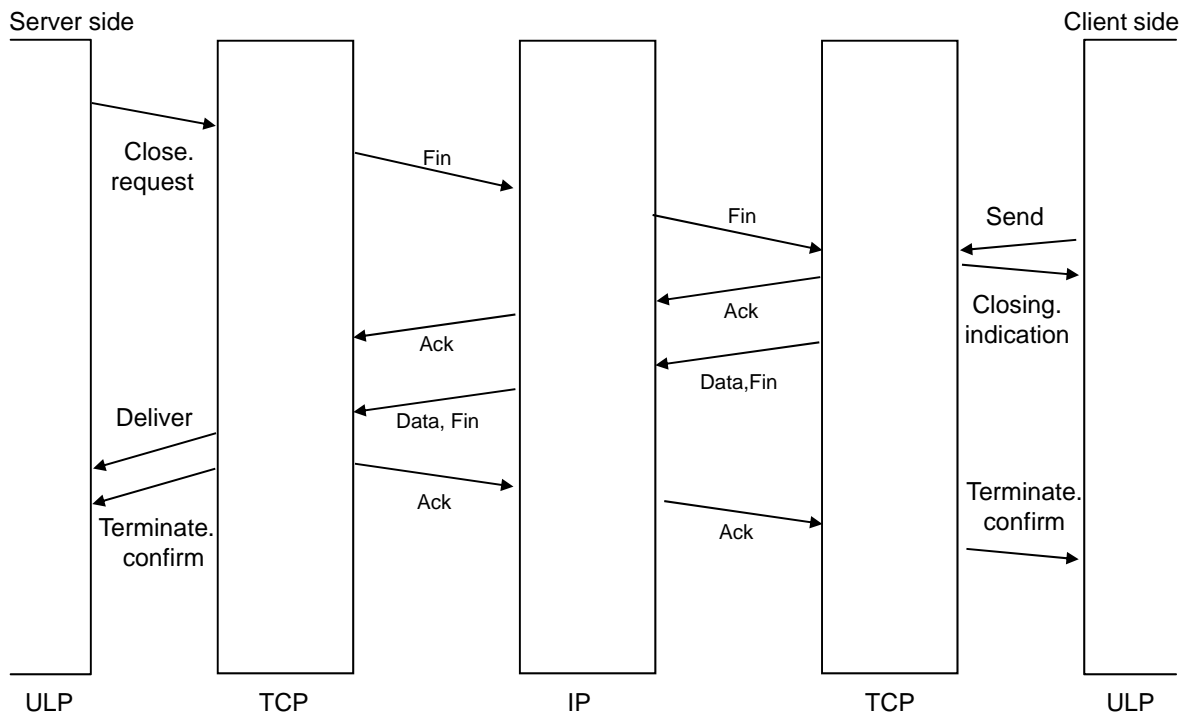 Server side
Client side
Close.
request
Fin
Fin
Send
Ack
Closing.
indication
Ack
Data,Fin
Deliver
Data, Fin
Ack
Terminate.
confirm
Ack
Terminate.
confirm
ULP
TCP
IP
TCP
ULP